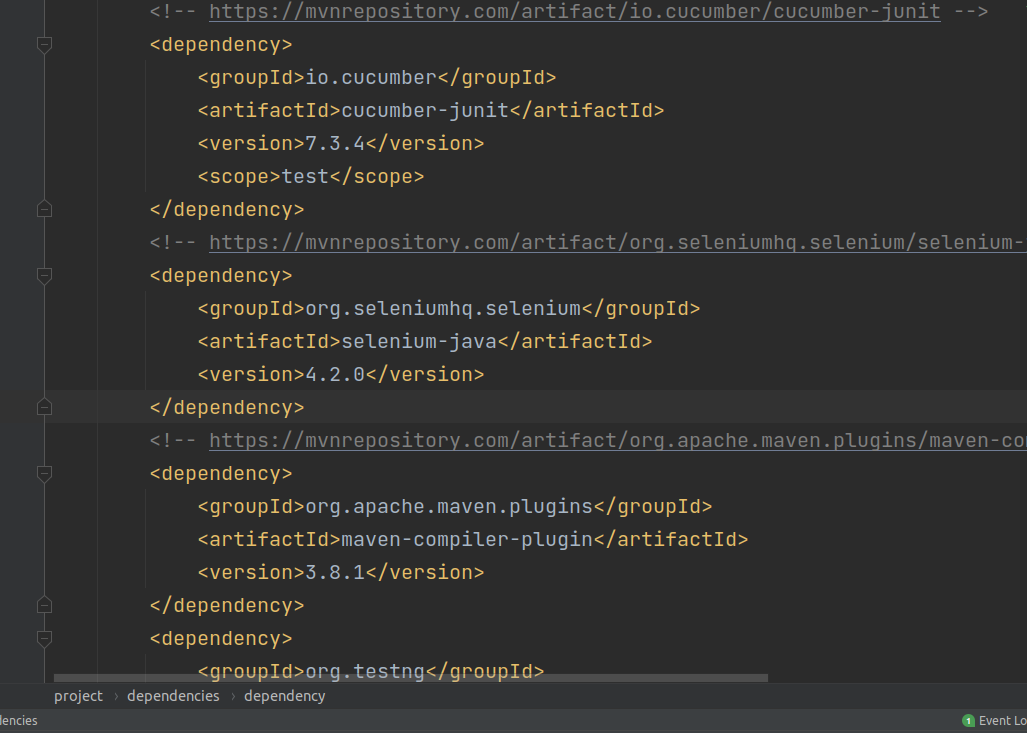 <!-- https://mvnrepository.com/artifact/io.cucumber/cucumber-junit -->
<dependency>
<groupId>io.cucumber</groupId>
<artifactId>cucumber-junit</artifactId>
<version>7.3.4</version>
<scope>test</scope>
</dependency>
<!-- https://mvnrepository.com/artifact/org.seleniumhq.selenium/selenium-
<dependency>
<groupId>org.seleniumhq.selenium</groupId>
<artifactId>selenium-java</artifactId>
<version>4.2.0</version>
</dependency>
<!-- https://mvnrepository.com/artifact/org.apache.maven.plugins/maven-co
<dependency>
<groupId>org.apache.maven.plugins</groupId>
<artifactId>maven-compiler-plugin</artifactId>
<version>3.8.1</version>
</dependency>
<dependency>
<groupId>org.testng</groupId>
project › dependencies › dependency
dencies
1 Event Lo